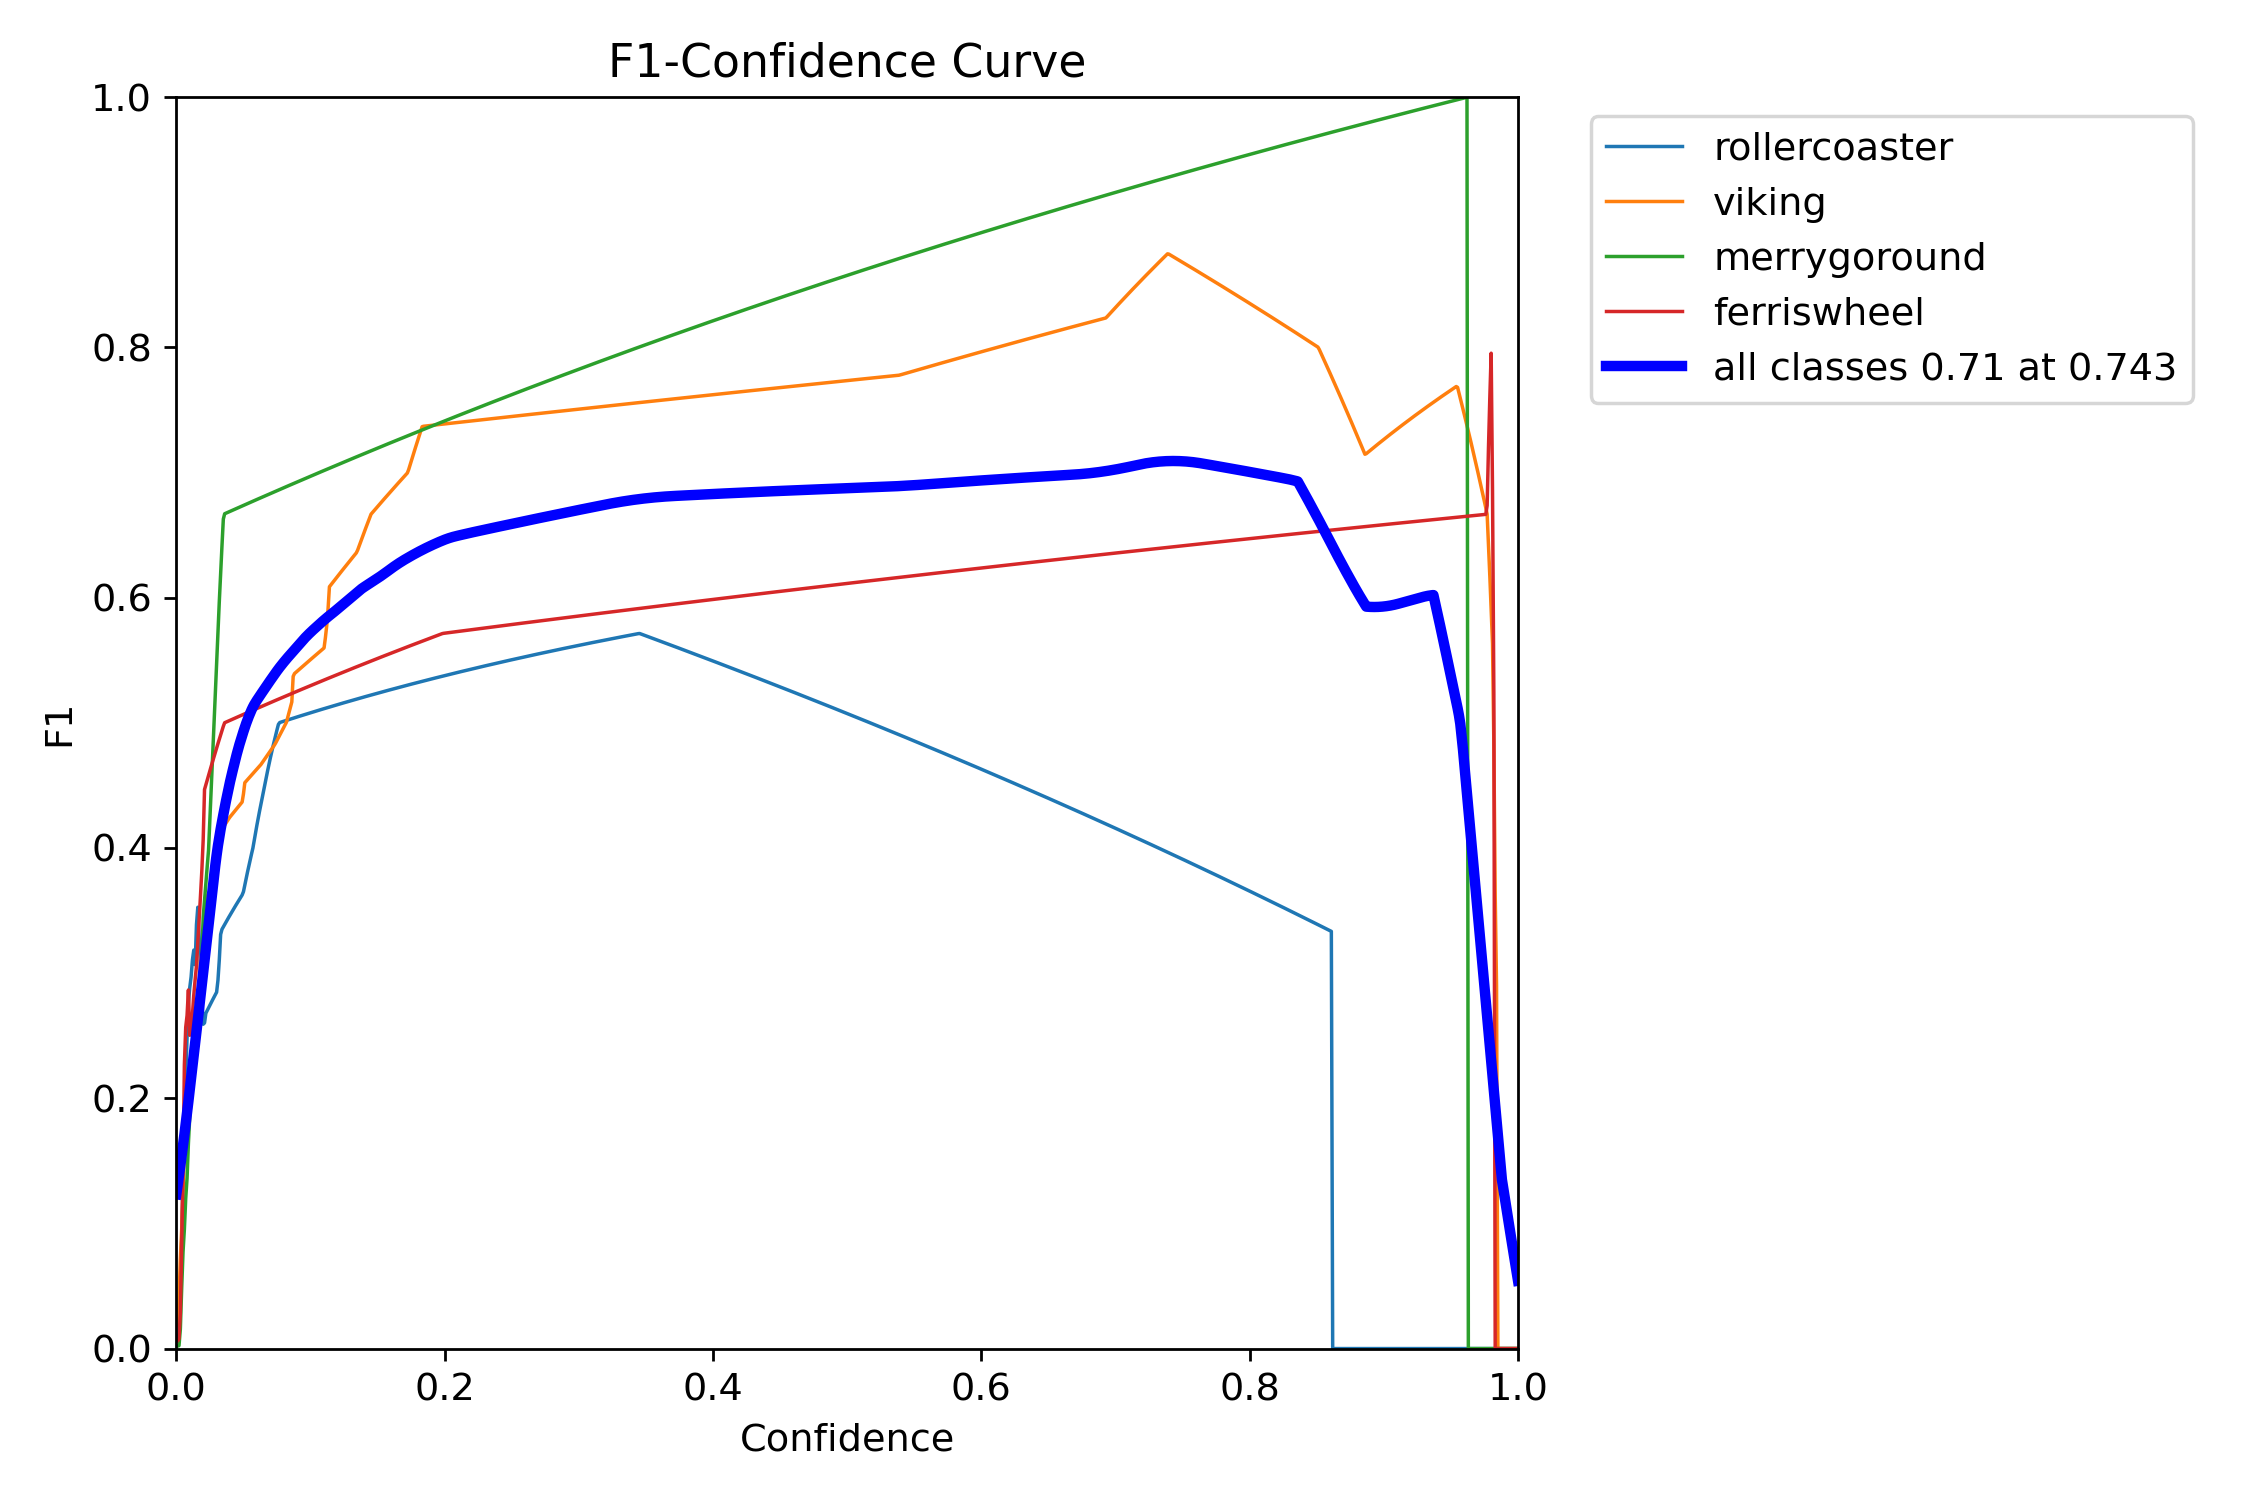 F1-Confidence Curve
1.0
0.8
0.6
0.4
0.2
0.0
F1
0.0 0.2 0.4 0.6 0.8 1.0
Confidence
rollercoaster
viking
merrygoround
ferriswheel
all classes 0.71 at 0.743